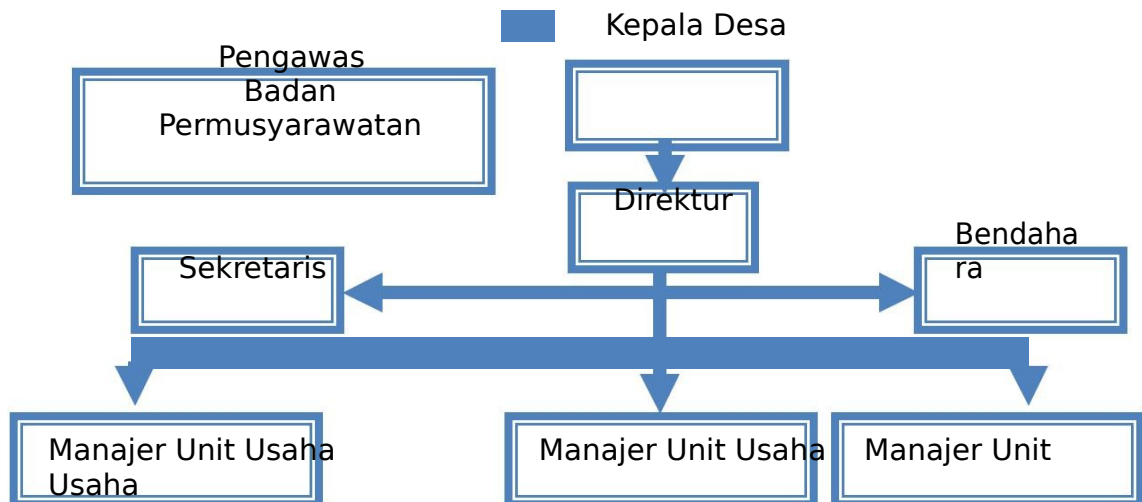 Kepala Desa
Pengawas
Badan
Permusyarawatan
Direktur
Sekretaris
Bendaha
ra
Manajer Unit Usaha
Usaha
Manajer Unit Usaha
Manajer Unit